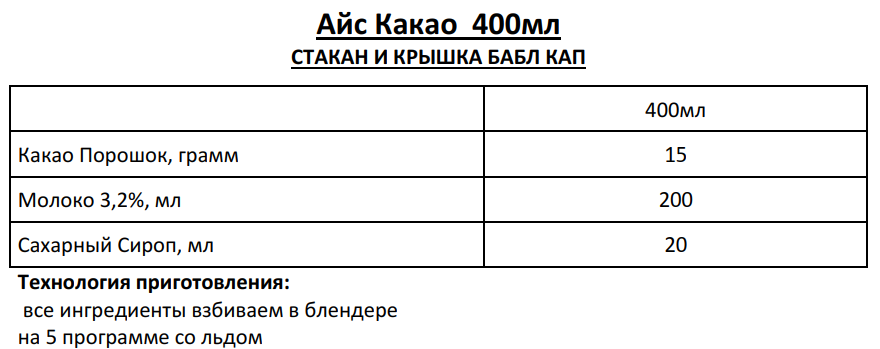 Айс Какао  400мл
СТАКАН И КРЫШКА БАБЛ КАП
400мл
Какао Порошок, грамм 15
Молоко 3,2%, мл 200
Сахарный Сироп, мл 20
Технология приготовления:
все ингредиенты взбиваем в блендере
на 5 программе со льдом